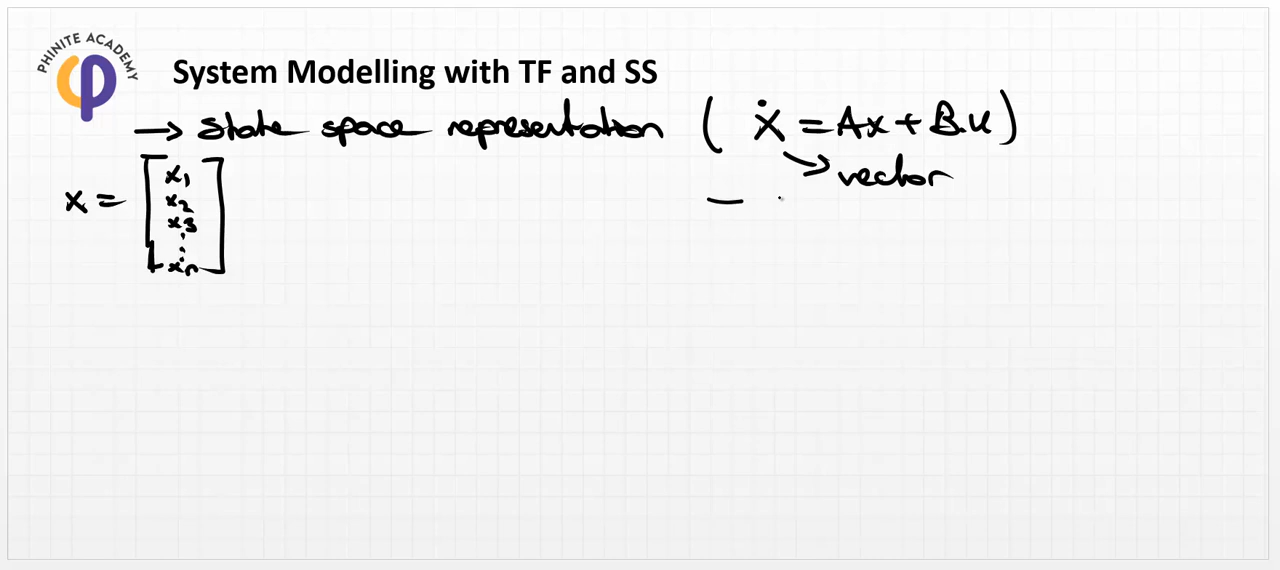 PHINITE ACADEMY
System Modelling with TF and SS
→ State space representation ( ẋ = Ax + B.u )
→ vector
x = [ x₁
x₂
x₃
⋮
xₙ ]
—